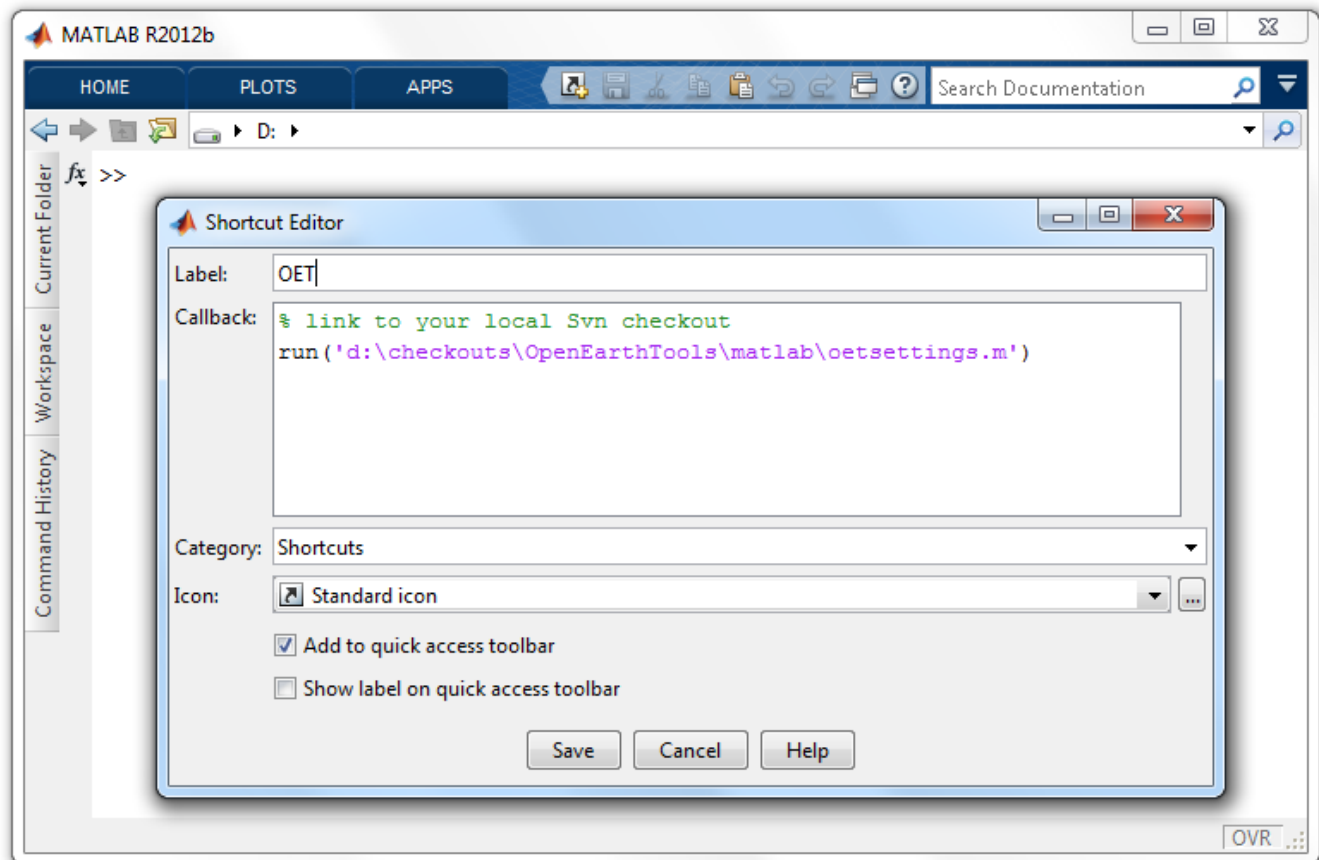 MATLAB R2012b
HOME PLOTS APPS Search Documentation
D:
Current Folder
Workspace
Command History
fx >>
Shortcut Editor
Label: OET
Callback: % link to your local Svn checkout
run('d:\checkouts\OpenEarthTools\matlab\oetsettings.m')
Category: Shortcuts
Icon: Standard icon ...
Add to quick access toolbar
Show label on quick access toolbar
Save Cancel Help
OVR